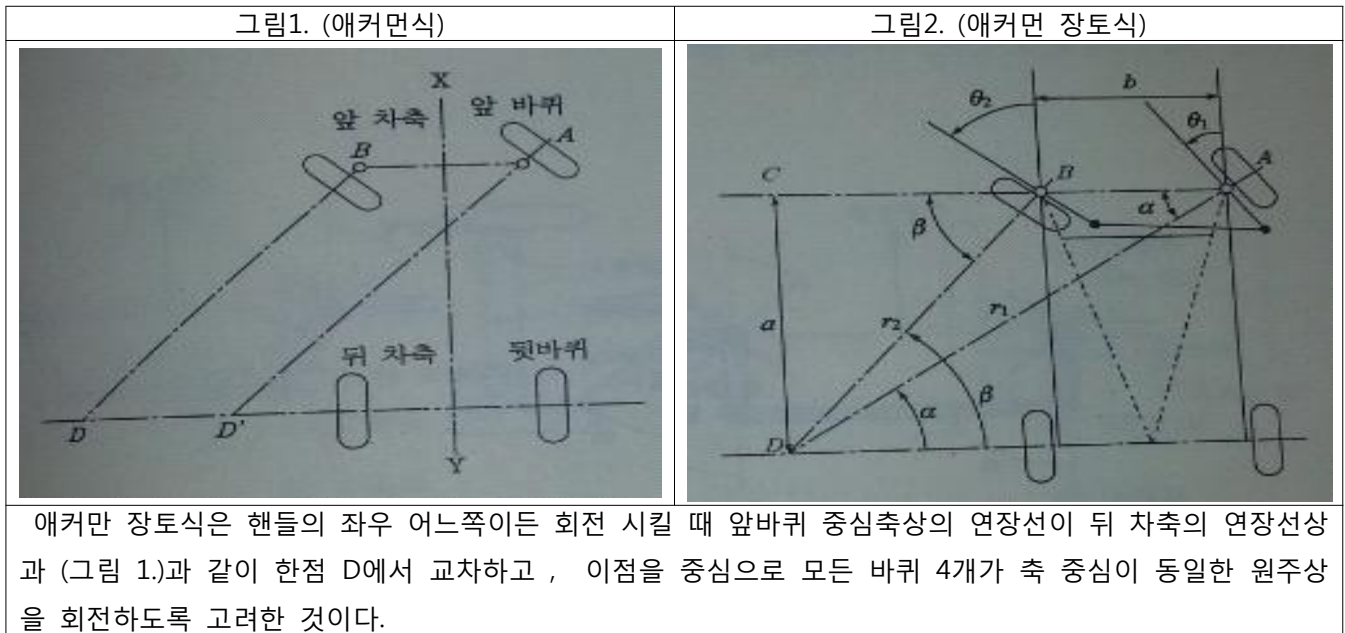 그림1. (애커먼식)
그림2. (애커먼 장토식)
X
앞 차축
앞 바퀴
B
A
뒤 차축
뒷바퀴
D
D'
Y
b
θ₂
θ₁
C
B
A
α
β
a
r₂
r₁
β
α
D
애커만 장토식은 핸들의 좌우 어느쪽이든 회전 시킬 때 앞바퀴 중심축상의 연장선이 뒤 차축의 연장선상
과 (그림 1.)과 같이 한점 D에서 교차하고 , 이점을 중심으로 모든 바퀴 4개가 축 중심이 동일한 원주상
을 회전하도록 고려한 것이다.